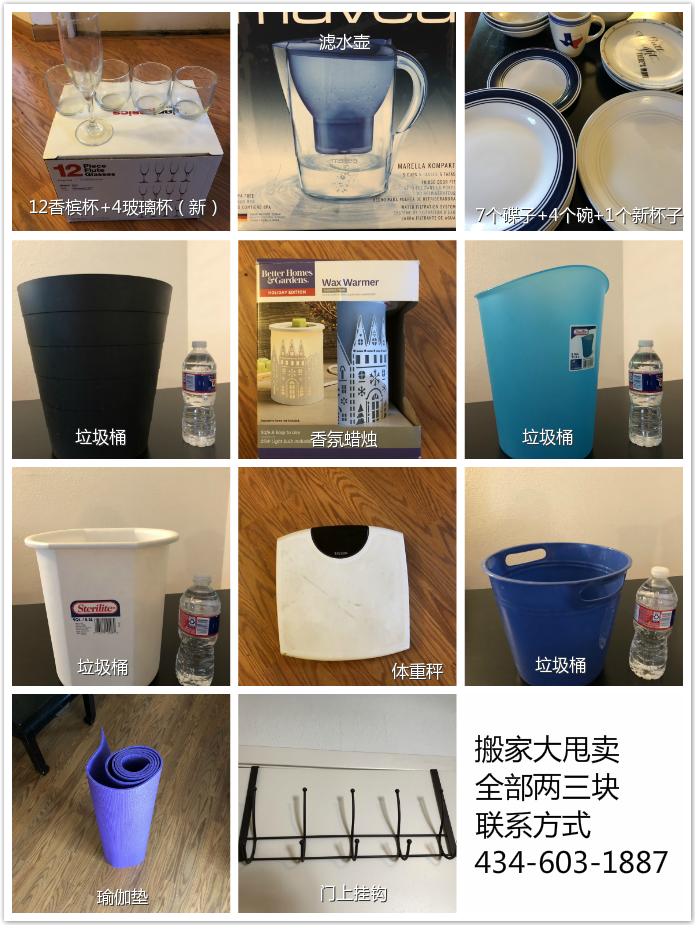 12 Piece
Flute
Glasses
12香槟杯+4玻璃杯（新）
滤水壶
MARELLA KOMPAKT
7个碟子+4个碗+1个新杯子
垃圾桶
Better Homes
& Gardens
HOLIDAY EDITION
Wax Warmer
香氛蜡烛
垃圾桶
Sterilite
垃圾桶
体重秤
垃圾桶
瑜伽垫
门上挂钩
搬家大甩卖
全部两三块
联系方式
434-603-1887